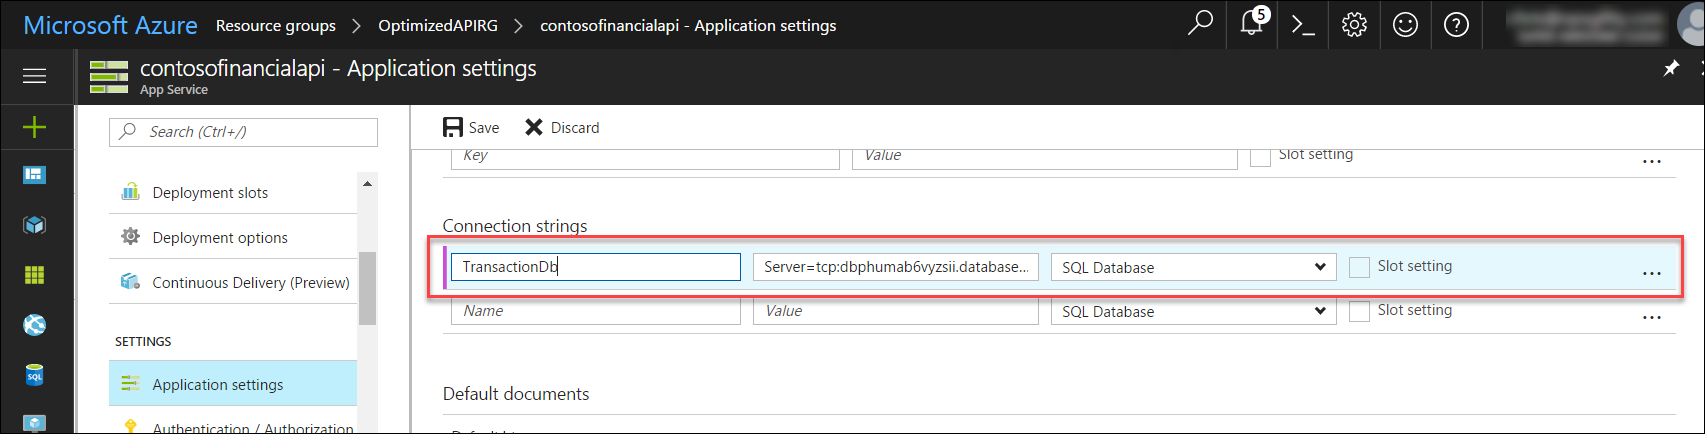 Microsoft Azure Resource groups > OptimizedAPIRG > contosofinancialapi - Application settings 5
contosofinancialapi - Application settings
App Service
Search (Ctrl+/)
Save Discard
Key Value Slot setting ...
Deployment slots
Connection strings
Deployment options
TransactionDb Server=tcp:dbphumab6vyzsii.database... SQL Database Slot setting ...
Continuous Delivery (Preview)
Name Value SQL Database Slot setting ...
SETTINGS
SQL
Application settings
Default documents
Authentication / Authorization